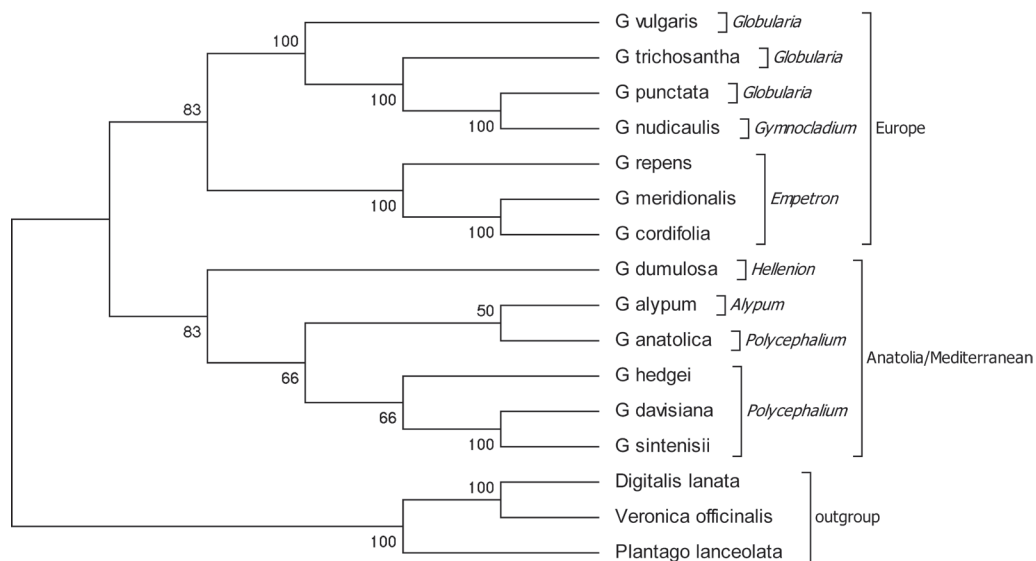 G vulgaris Globularia
100
G trichosantha Globularia
G punctata Globularia
100
83
G nudicaulis Gymnocladium
100
Europe
G repens
G meridionalis Empetron
100
G cordifolia
100
G dumulosa Hellenion
G alypum Alypum
50
83
G anatolica Polycephalium
Anatolia/Mediterranean
G hedgei
66
G davisiana Polycephalium
66
G sintenisii
100
Digitalis lanata
100
Veronica officinalis outgroup
100
Plantago lanceolata